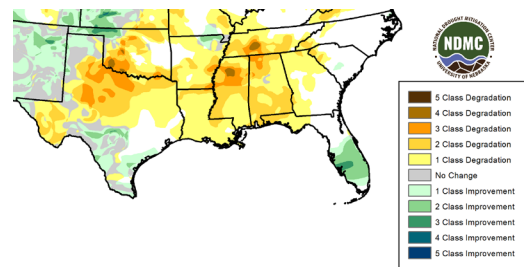 NATIONAL DROUGHT MITIGATION CENTER
NDMC
UNIVERSITY OF NEBRASKA
5 Class Degradation
4 Class Degradation
3 Class Degradation
2 Class Degradation
1 Class Degradation
No Change
1 Class Improvement
2 Class Improvement
3 Class Improvement
4 Class Improvement
5 Class Improvement